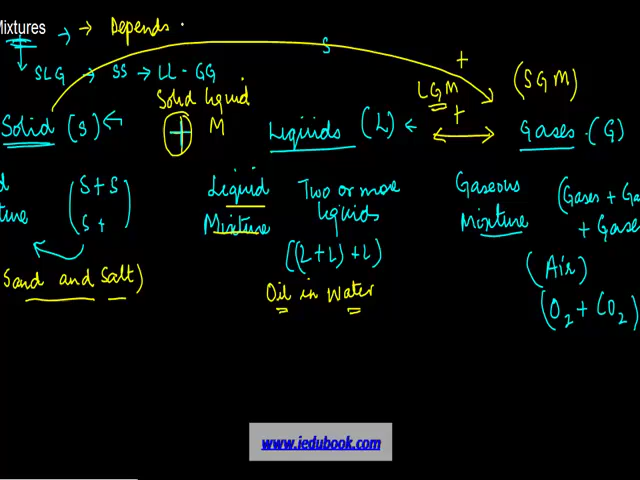 Mixtures
→ → Depends
SLG → SS → LL - GG
S
+
Solid liquid
+ M
LGM
+
(SGM)
Solid (S) ←
Liquids (L) ←
Gases (G)
(S + S
S + )
Sand and Salt)
Liquid
Mixture
Two or more
liquids
((L + L) + L)
Oil in Water
Gaseous
Mixture
(Gases + Ga
+ Gases
(Air)
(O₂ + CO₂)
www.iedubook.com